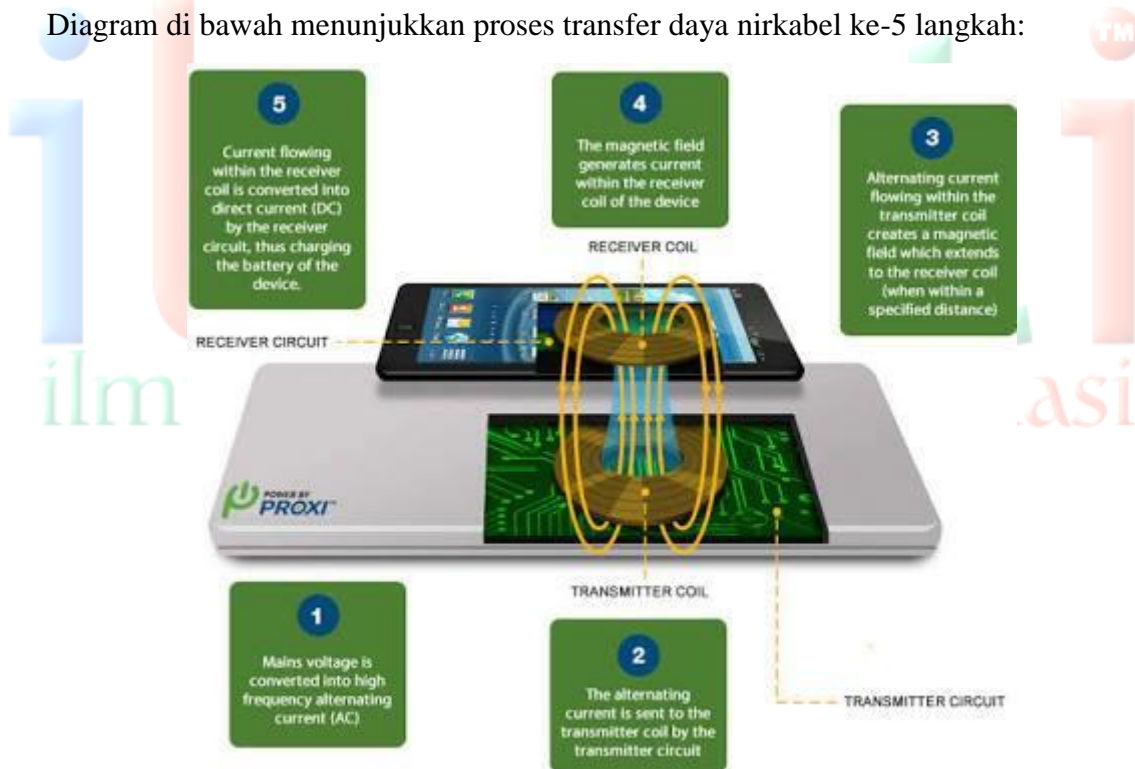 Diagram di bawah menunjukkan proses transfer daya nirkabel ke-5 langkah:
5
Current flowing
within the receiver
coil is converted into
direct current (DC)
by the receiver
circuit, thus charging
the battery of the
device.
4
The magnetic field
generates current
within the receiver
coil of the device
3
Alternating current
flowing within the
transmitter coil
creates a magnetic
field which extends
to the receiver coil
(when within a
specified distance)
RECEIVER COIL
RECEIVER CIRCUIT
POWER BY
PROXI™
TRANSMITTER COIL
1
Mains voltage is
converted into high
frequency alternating
current (AC)
2
The alternating
current is sent to the
transmitter coil by the
transmitter circuit
TRANSMITTER CIRCUIT
TM
ilm
asi